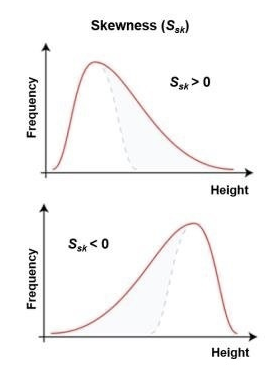 Skewness (Ssk)
Ssk > 0
Frequency
Height
Ssk < 0
Frequency
Height